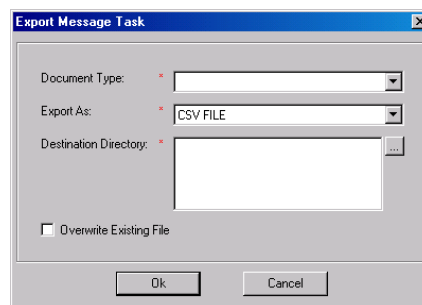 Export Message Task
Document Type: *
Export As: * CSV FILE
Destination Directory: * ...
Overwrite Existing File
Ok Cancel